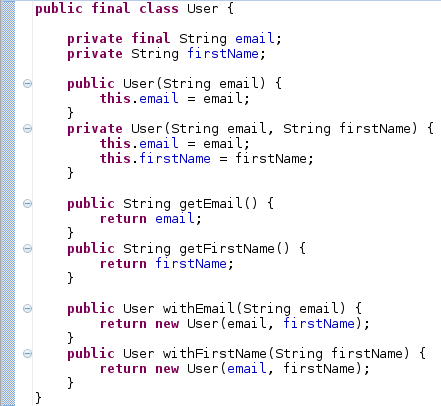 public final class User {
    private final String email;
    private String firstName;
    public User(String email) {
        this.email = email;
    }
    private User(String email, String firstName) {
        this.email = email;
        this.firstName = firstName;
    }
    public String getEmail() {
        return email;
    }
    public String getFirstName() {
        return firstName;
    }
    public User withEmail(String email) {
        return new User(email, firstName);
    }
    public User withFirstName(String firstName) {
        return new User(email, firstName);
    }
}